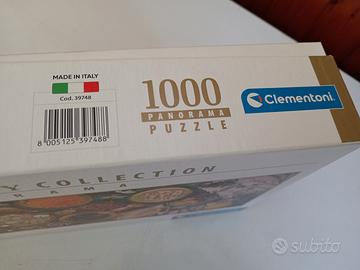 MADE IN ITALY
Cod. 39748
8 005125 397488
1000
PANORAMA
PUZZLE
Clementoni
COLLECTION
subito